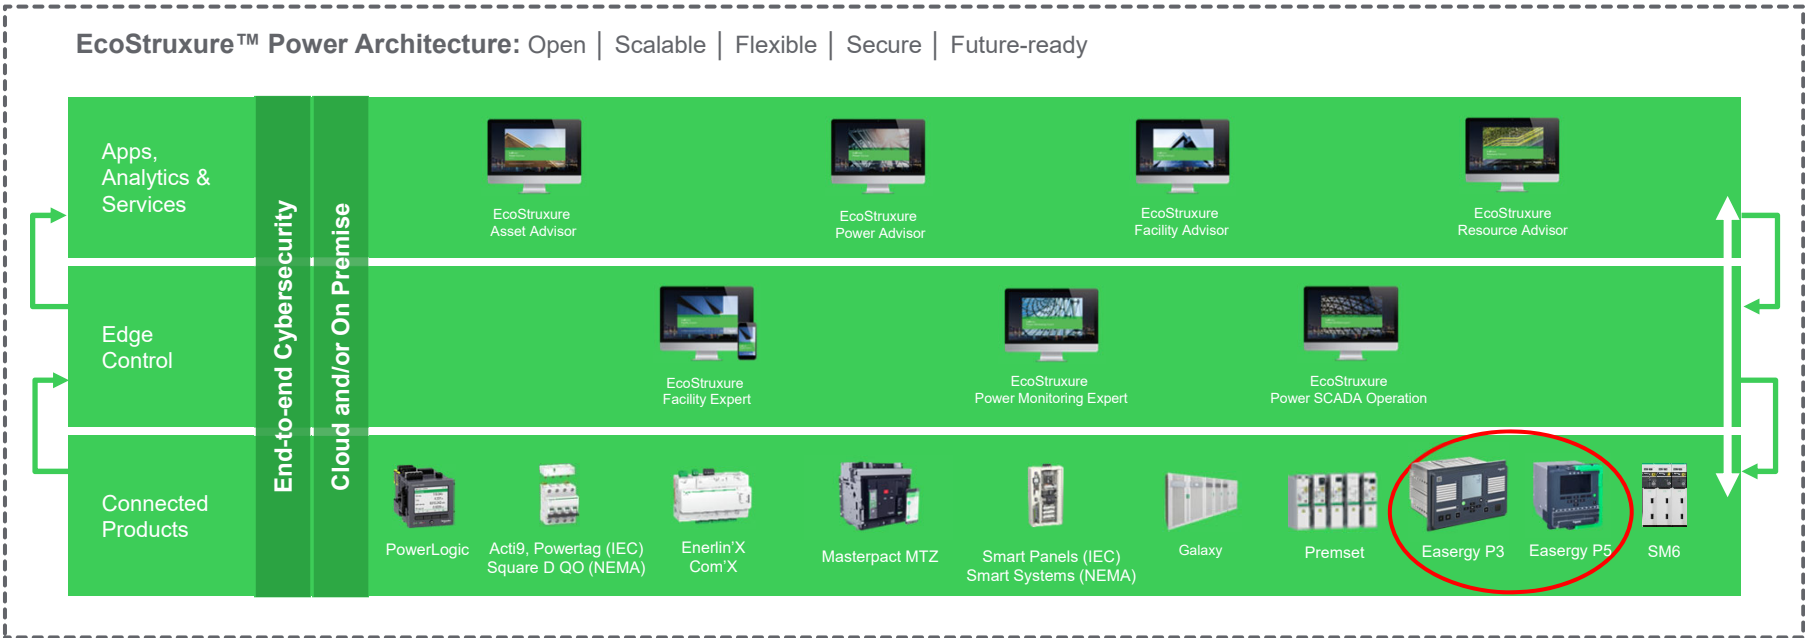 EcoStruxure™ Power Architecture: Open | Scalable | Flexible | Secure | Future-ready
Apps,
Analytics &
Services
End-to-end Cybersecurity
Cloud and/or On Premise
EcoStruxure
Asset Advisor
EcoStruxure
Power Advisor
EcoStruxure
Facility Advisor
EcoStruxure
Resource Advisor
Edge
Control
EcoStruxure
Facility Expert
EcoStruxure
Power Monitoring Expert
EcoStruxure
Power SCADA Operation
Connected
Products
PowerLogic
Acti9, Powertag (IEC)
Square D QO (NEMA)
Enerlin'X
Com'X
Masterpact MTZ
Smart Panels (IEC)
Smart Systems (NEMA)
Galaxy
Premset
Easergy P3
Easergy P5
SM6